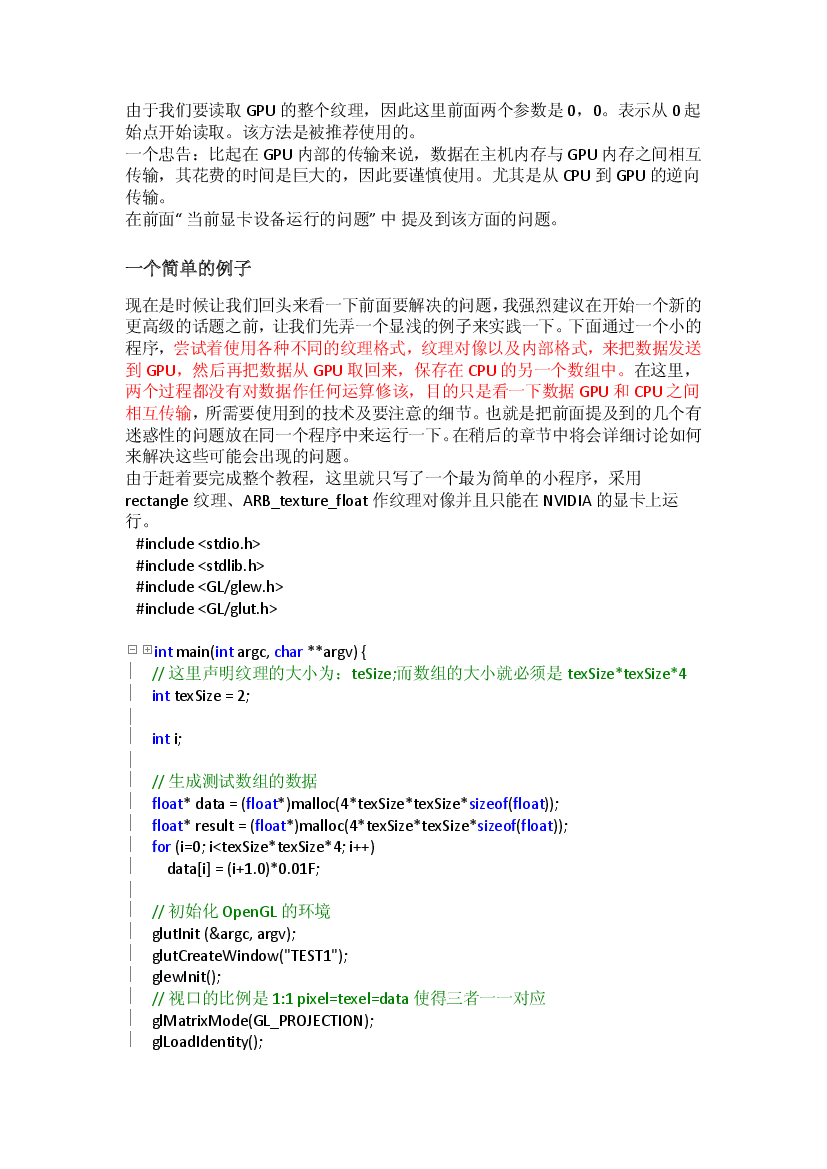 由于我们要读取 GPU 的整个纹理，因此这里前面两个参数是 0，0。表示从 0 起
始点开始读取。该方法是被推荐使用的。
一个忠告：比起在 GPU 内部的传输来说，数据在主机内存与 GPU 内存之间相互
传输，其花费的时间是巨大的，因此要谨慎使用。尤其是从 CPU 到 GPU 的逆向
传输。
在前面“ 当前显卡设备运行的问题” 中 提及到该方面的问题。
一个简单的例子
现在是时候让我们回头来看一下前面要解决的问题，我强烈建议在开始一个新的
更高级的话题之前，让我们先弄一个显浅的例子来实践一下。下面通过一个小的
程序，尝试着使用各种不同的纹理格式，纹理对像以及内部格式，来把数据发送
到 GPU，然后再把数据从 GPU 取回来，保存在 CPU 的另一个数组中。在这里，
两个过程都没有对数据作任何运算修该，目的只是看一下数据 GPU 和 CPU 之间
相互传输，所需要使用到的技术及要注意的细节。也就是把前面提及到的几个有
迷惑性的问题放在同一个程序中来运行一下。在稍后的章节中将会详细讨论如何
来解决这些可能会出现的问题。
由于赶着要完成整个教程，这里就只写了一个最为简单的小程序，采用
rectangle 纹理、ARB_texture_float 作纹理对像并且只能在 NVIDIA 的显卡上运
行。
#include <stdio.h>
#include <stdlib.h>
#include <GL/glew.h>
#include <GL/glut.h>
int main(int argc, char **argv) {
// 这里声明纹理的大小为：teSize;而数组的大小就必须是 texSize*texSize*4
int texSize = 2;
int i;
// 生成测试数组的数据
float* data = (float*)malloc(4*texSize*texSize*sizeof(float));
float* result = (float*)malloc(4*texSize*texSize*sizeof(float));
for (i=0; i<texSize*texSize*4; i++)
data[i] = (i+1.0)*0.01F;
// 初始化 OpenGL 的环境
glutInit (&argc, argv);
glutCreateWindow("TEST1");
glewInit();
// 视口的比例是 1:1 pixel=texel=data 使得三者一一对应
glMatrixMode(GL_PROJECTION);
glLoadIdentity();